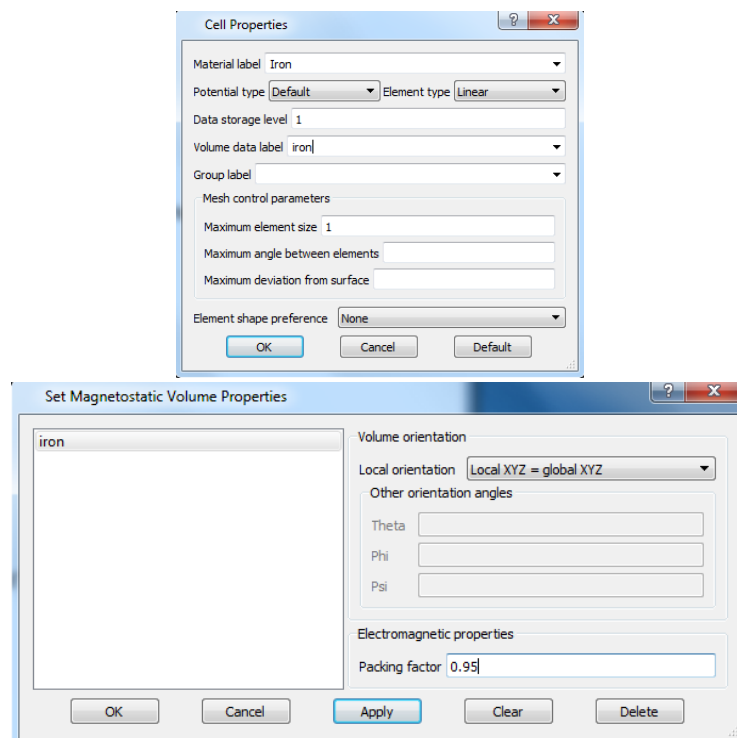 Cell Properties
Material label Iron
Potential type Default Element type Linear
Data storage level 1
Volume data label iron
Group label
Mesh control parameters
Maximum element size 1
Maximum angle between elements
Maximum deviation from surface
Element shape preference None
OK Cancel Default
Set Magnetostatic Volume Properties
iron
Volume orientation
Local orientation Local XYZ = global XYZ
Other orientation angles
Theta
Phi
Psi
Electromagnetic properties
Packing factor 0.95
OK Cancel Apply Clear Delete